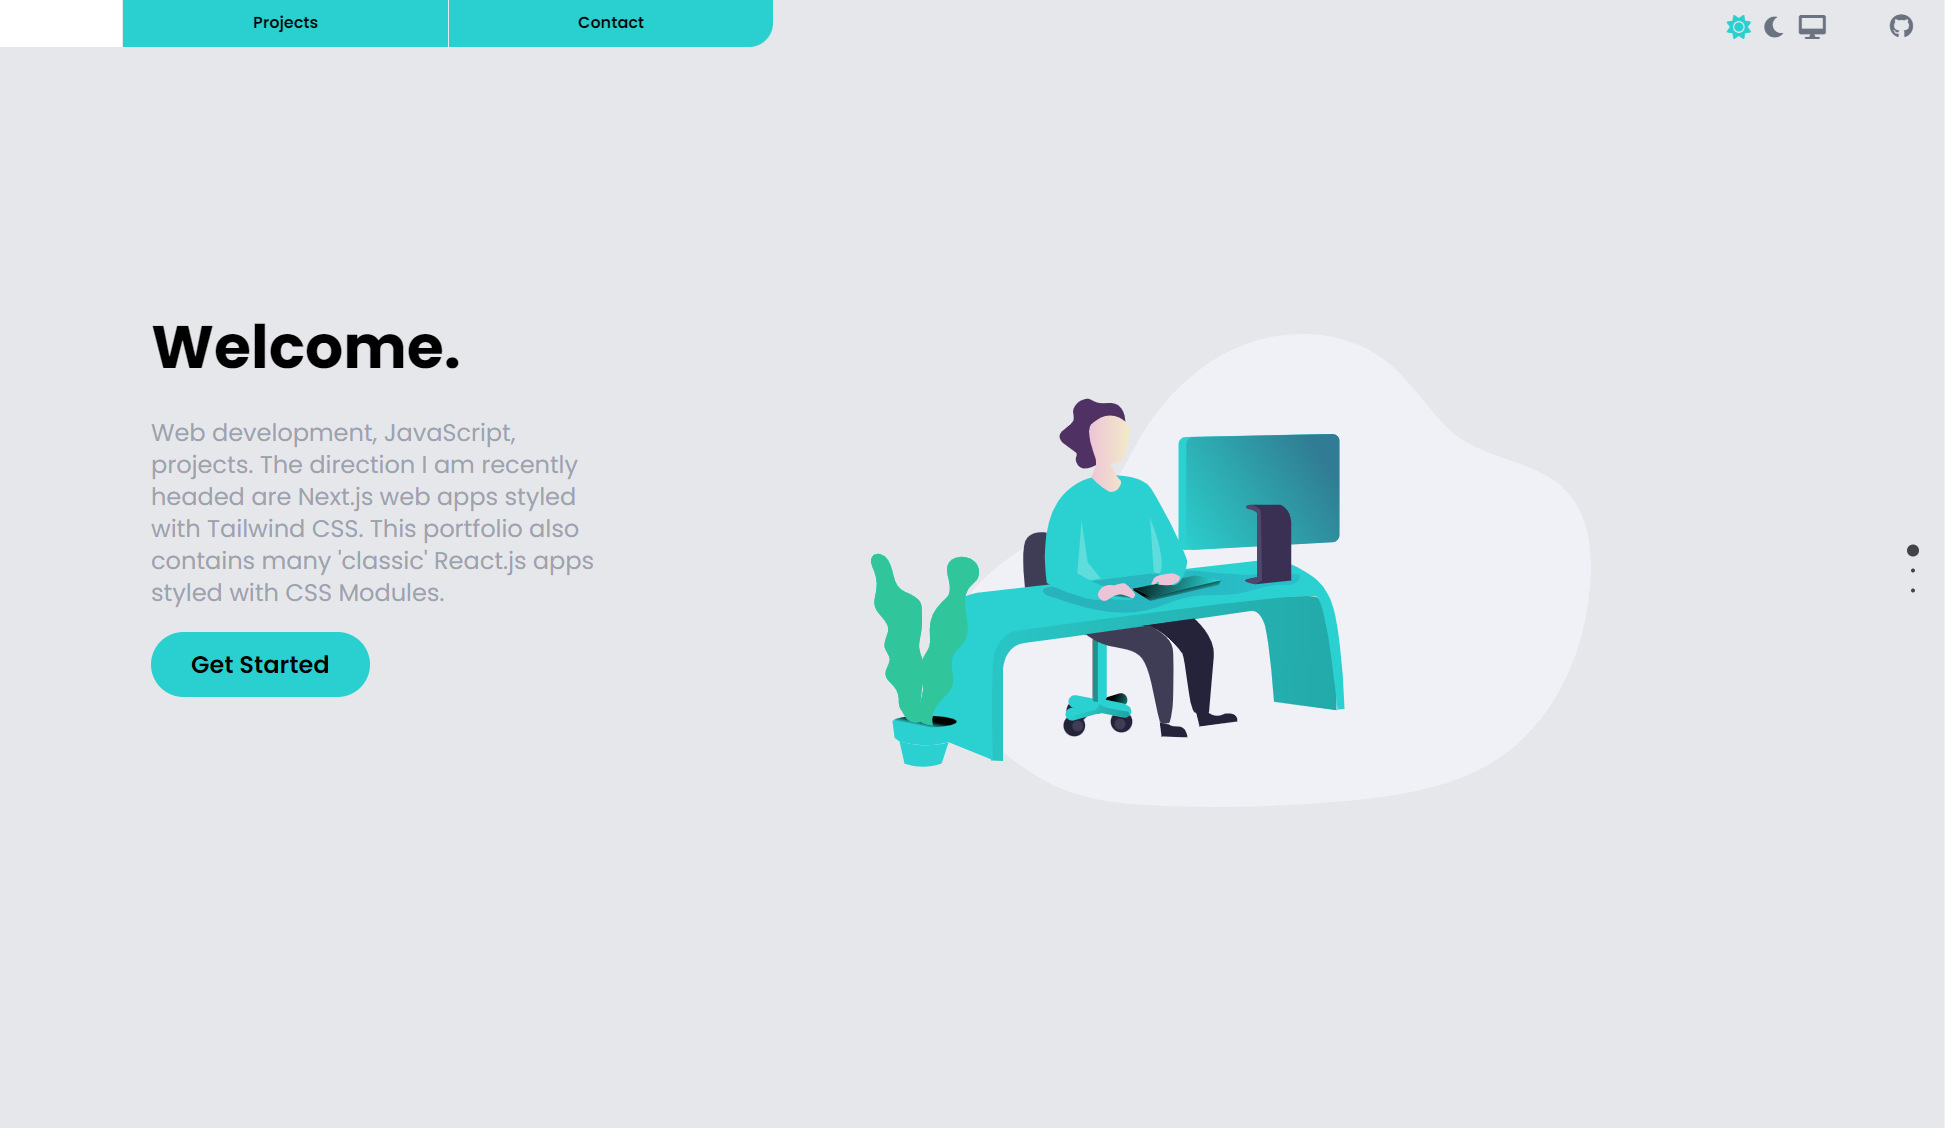 Projects
Contact
Welcome.
Web development, JavaScript,
projects. The direction I am recently
headed are Next.js web apps styled
with Tailwind CSS. This portfolio also
contains many 'classic' React.js apps
styled with CSS Modules.
Get Started